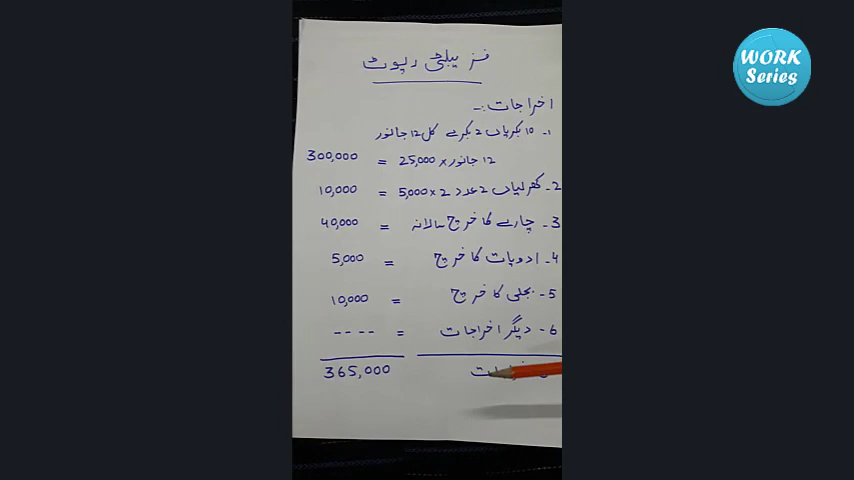 فزیبلٹی رپوٹ
اخراجات:-
1- 10 بکریاں 2 بکرے کل 12 جانور
12 جانور × 25,000 = 300,000
2- کھرلیاں 2 عدد 2 × 5,000 = 10,000
3- چارے کا خرچ سالانہ = 40,000
4- ادویات کا خرچ = 5,000
5- بجلی کا خرچ = 10,000
6- دیگر اخراجات = ----
365,000
WORK
Series